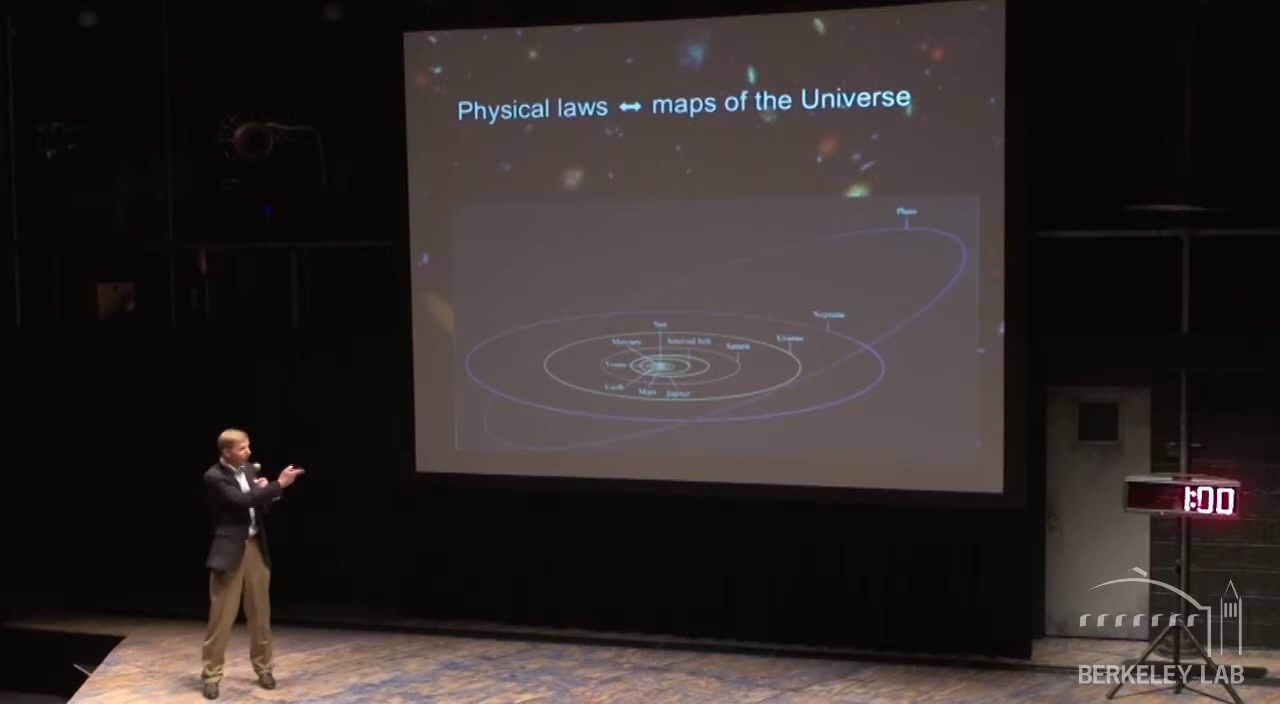 Physical laws ↔ maps of the Universe
Pluto
Neptune
Sun
Uranus
Mercury
Asteroid Belt
Saturn
Venus
Earth
Mars
Jupiter
1:00
BERKELEY LAB